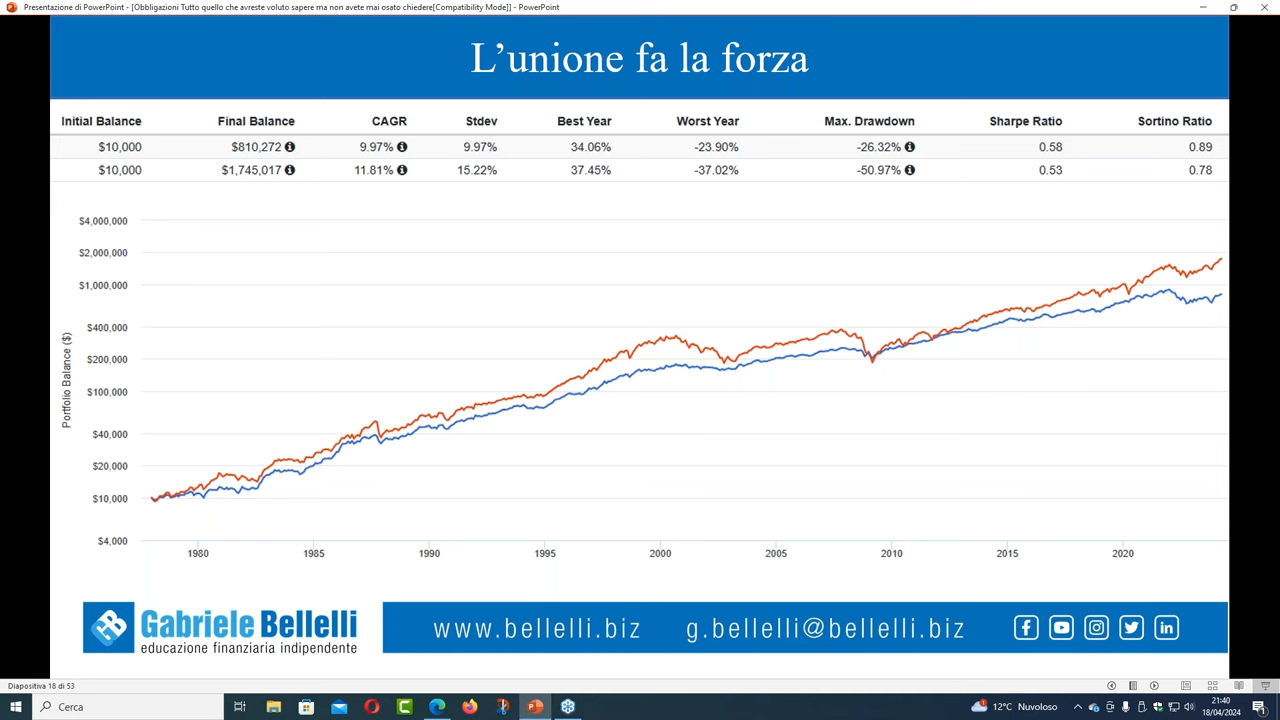 Presentazione di PowerPoint - [Obbligazioni Tutto quello che avreste voluto sapere ma non avete mai osato chiedere[Compatibility Mode]] - PowerPoint
L'unione fa la forza
Initial Balance Final Balance CAGR Stdev Best Year Worst Year Max. Drawdown Sharpe Ratio Sortino Ratio
$10,000 $810,272 9.97% 9.97% 34.06% -23.90% -26.32% 0.58 0.89
$10,000 $1,745,017 11.81% 15.22% 37.45% -37.02% -50.97% 0.53 0.78
Portfolio Balance ($)
$4,000,000
$2,000,000
$1,000,000
$400,000
$200,000
$100,000
$40,000
$20,000
$10,000
$4,000
1980 1985 1990 1995 2000 2005 2010 2015 2020
Gabriele Bellelli
educazione finanziaria indipendente
www.bellelli.biz g.bellelli@bellelli.biz
Diapositiva 18 di 53
Cerca
12°C Nuvoloso
21:40
18/04/2024